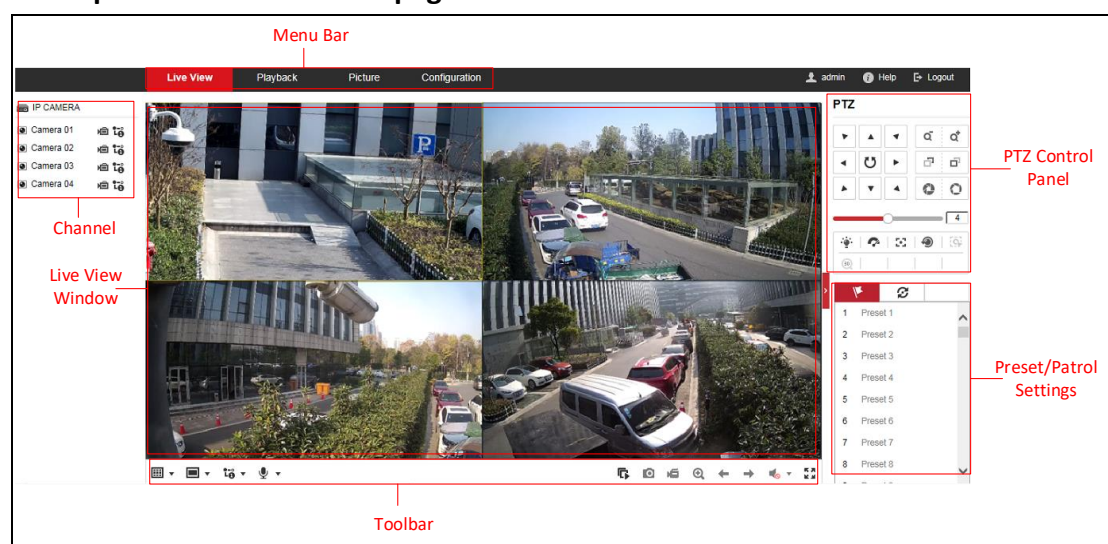 Menu Bar
Live View Playback Picture Configuration admin Help Logout
IP CAMERA
Camera 01
Camera 02
Camera 03
Camera 04
Channel
Live View
Window
P
PTZ
4
PTZ Control
Panel
1 Preset 1
2 Preset 2
3 Preset 3
4 Preset 4
5 Preset 5
6 Preset 6
7 Preset 7
8 Preset 8
Preset/Patrol
Settings
Toolbar